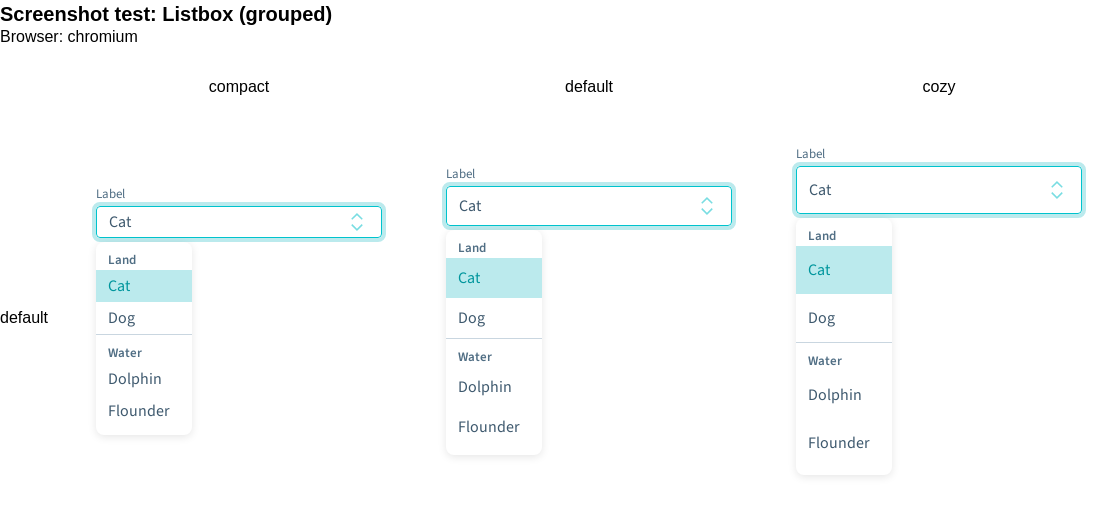 Screenshot test: Listbox (grouped)
Browser: chromium
compact default cozy
default
Label
Cat
Land
Cat
Dog
Water
Dolphin
Flounder
Label
Cat
Land
Cat
Dog
Water
Dolphin
Flounder
Label
Cat
Land
Cat
Dog
Water
Dolphin
Flounder